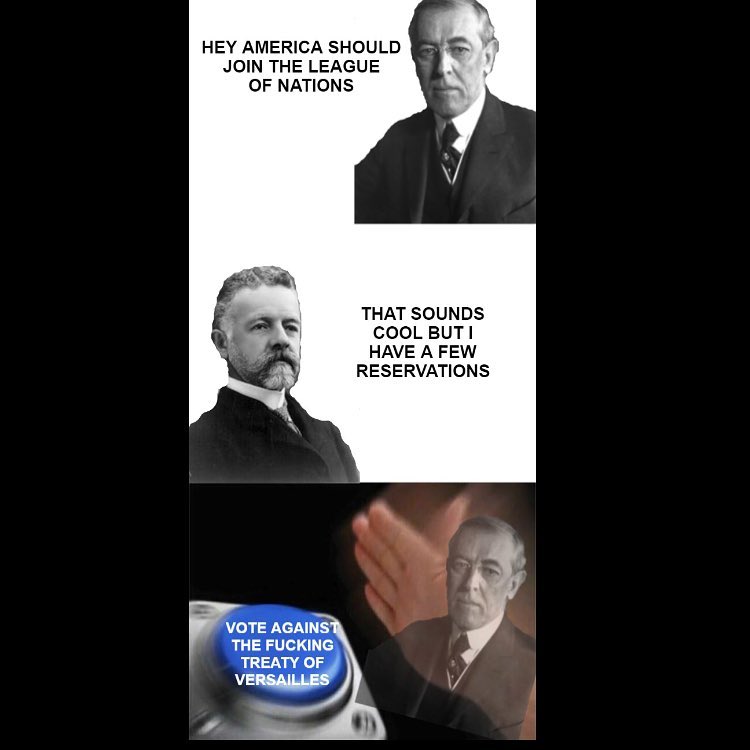 HEY AMERICA SHOULD
JOIN THE LEAGUE
OF NATIONS
THAT SOUNDS
COOL BUT I
HAVE A FEW
RESERVATIONS
VOTE AGAINST
THE FUCKING
TREATY OF
VERSAILLES